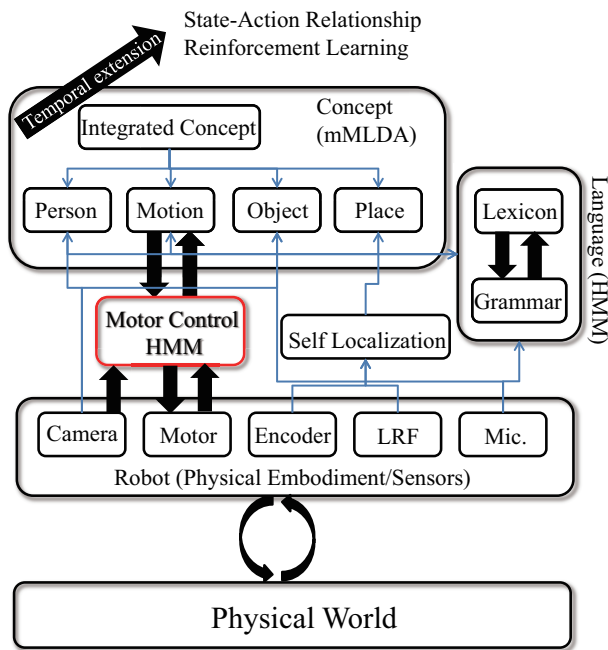 State-Action Relationship
Reinforcement Learning
Temporal extension
Concept
(mMLDA)
Integrated Concept
Person
Motion
Object
Place
Language (HMM)
Lexicon
Grammar
Motor Control
HMM
Self Localization
Camera
Motor
Encoder
LRF
Mic.
Robot (Physical Embodiment/Sensors)
Physical World